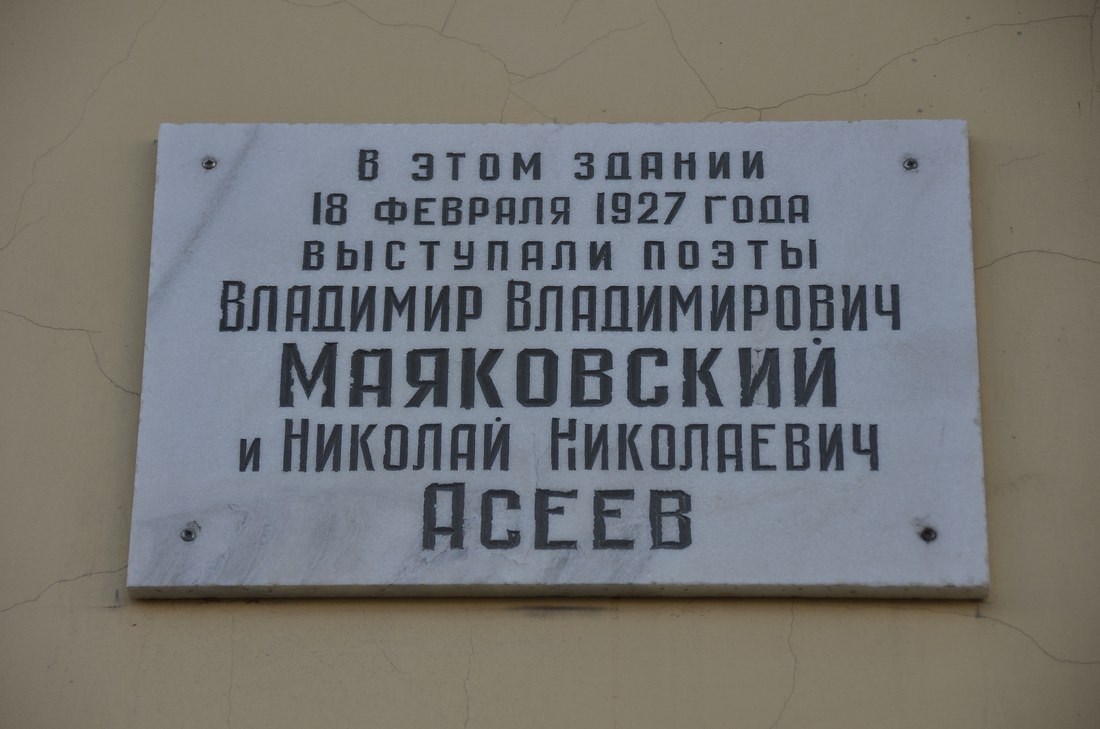 В ЭТОМ ЗДАНИИ
18 ФЕВРАЛЯ 1927 ГОДА
ВЫСТУПАЛИ ПОЭТЫ
ВЛАДИМИР ВЛАДИМИРОВИЧ
МАЯКОВСКИЙ
И НИКОЛАЙ НИКОЛАЕВИЧ
АСЕЕВ